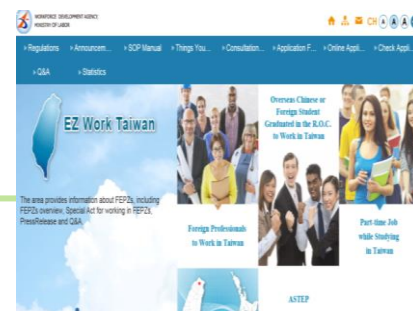 WORKFORCE DEVELOPMENT AGENCY
MINISTRY OF LABOR
CH A A A
» Regulations » Announcem... » SOP Manual » Things You... » Consultation... » Application F... » Online Appli... » Check Appl...
» Q&A » Statistics
EZ Work Taiwan
The area provides information about FEPZs, including
FEPZs overview, Special Act for working in FEPZs,
PressRelease and Q&A.
Foreign Professionals
to Work in Taiwan
Overseas Chinese or
Foreign Student
Graduated in the R.O.C.
to Work in Taiwan
Part-time Job
while Studying
in Taiwan
ASTEP